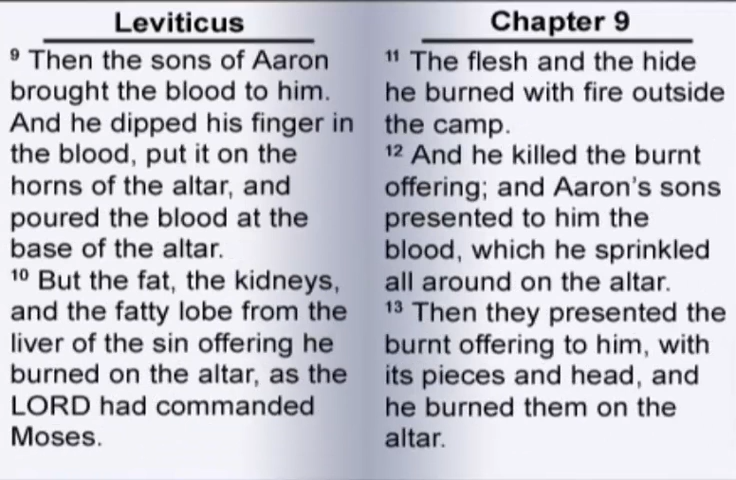 Leviticus
⁹ Then the sons of Aaron
brought the blood to him.
And he dipped his finger in
the blood, put it on the
horns of the altar, and
poured the blood at the
base of the altar.
¹⁰ But the fat, the kidneys,
and the fatty lobe from the
liver of the sin offering he
burned on the altar, as the
LORD had commanded
Moses.
Chapter 9
¹¹ The flesh and the hide
he burned with fire outside
the camp.
¹² And he killed the burnt
offering; and Aaron's sons
presented to him the
blood, which he sprinkled
all around on the altar.
¹³ Then they presented the
burnt offering to him, with
its pieces and head, and
he burned them on the
altar.